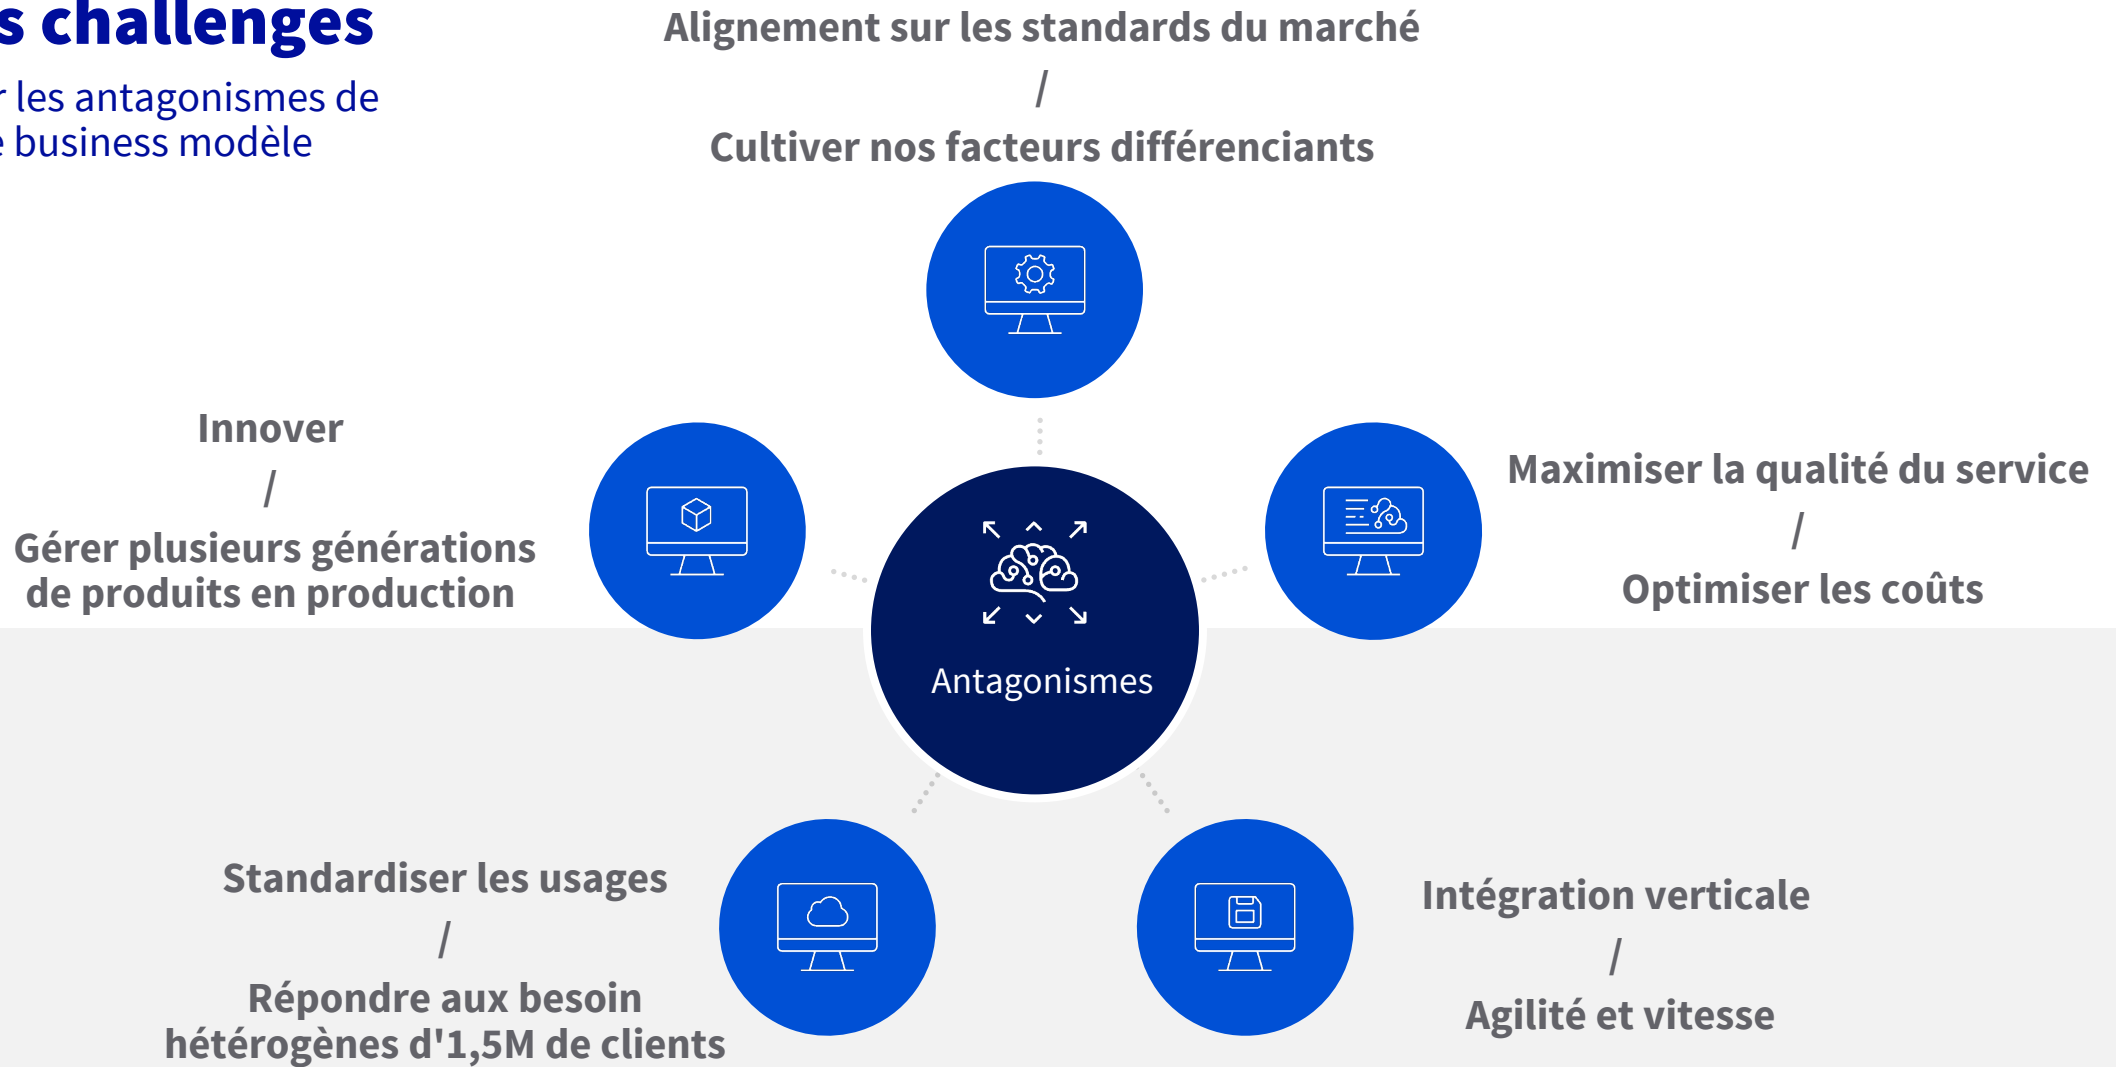 s challenges
r les antagonismes de
e business modèle
Alignement sur les standards du marché
/
Cultiver nos facteurs différenciants
Innover
/
Gérer plusieurs générations
de produits en production
Maximiser la qualité du service
/
Optimiser les coûts
Antagonismes
Standardiser les usages
/
Répondre aux besoin
hétérogènes d'1,5M de clients
Intégration verticale
/
Agilité et vitesse